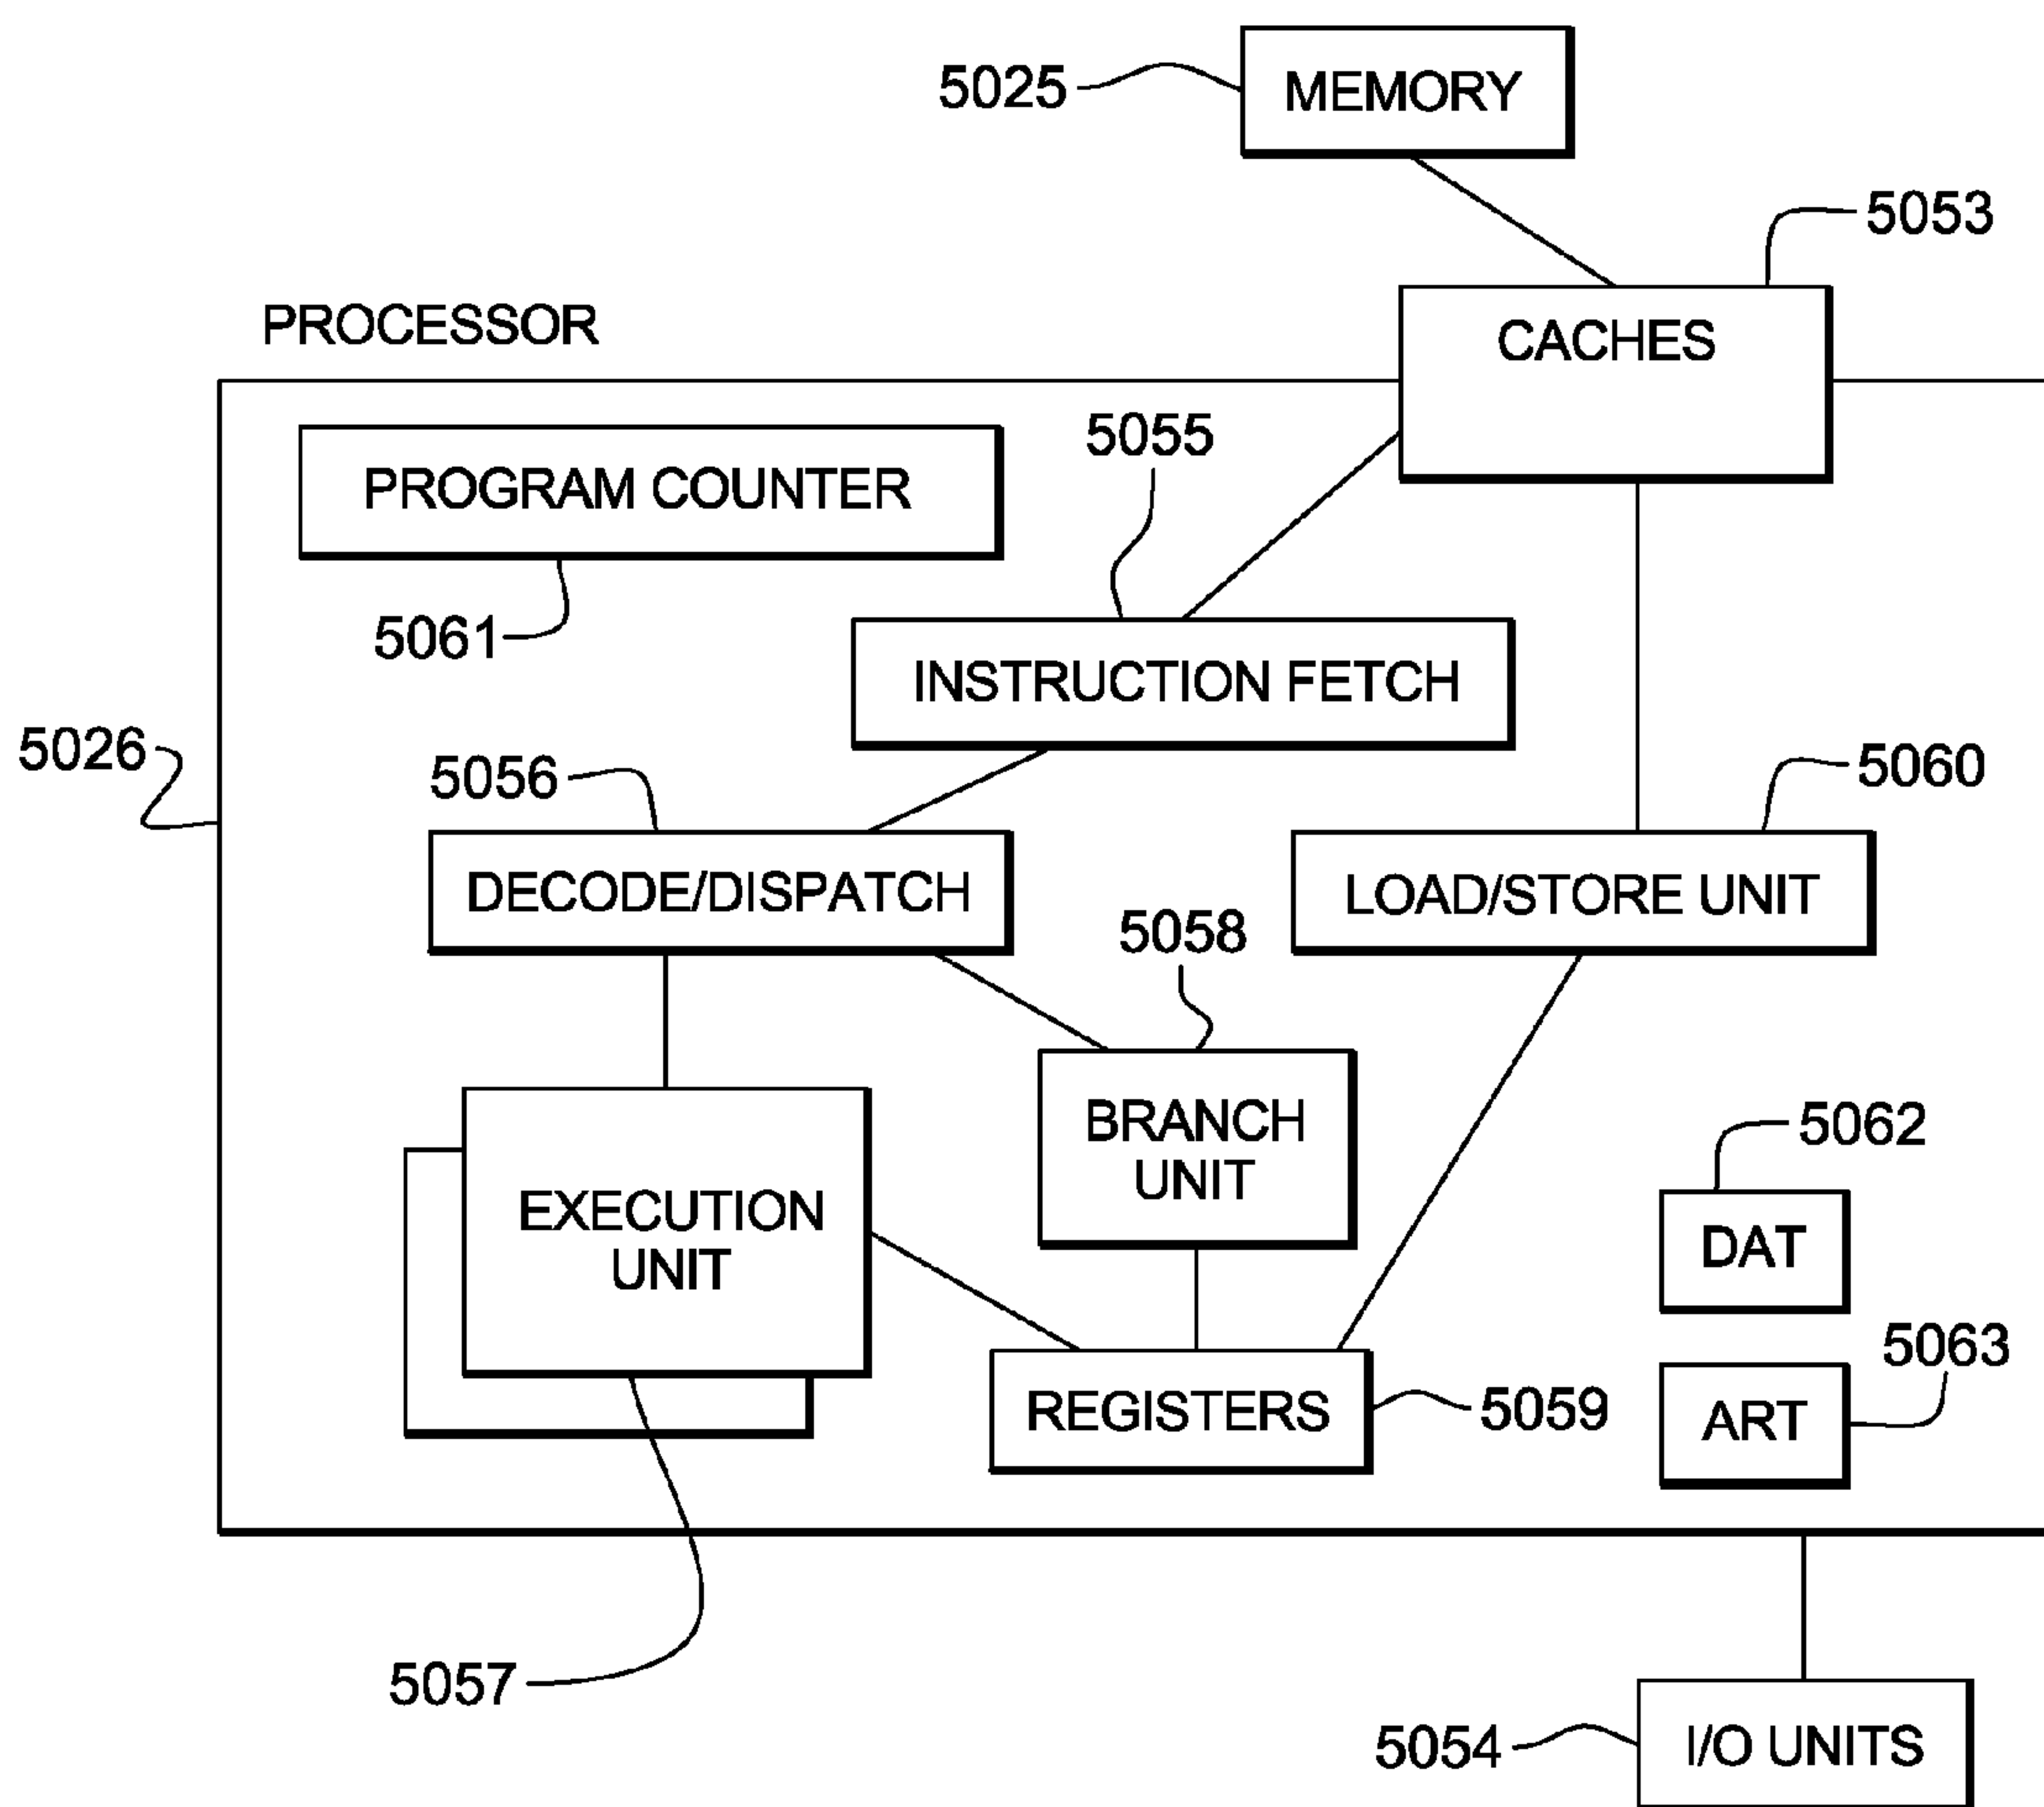 5025
MEMORY
5053
PROCESSOR
CACHES
5055
PROGRAM COUNTER
5061
INSTRUCTION FETCH
5026
5056
5060
DECODE/DISPATCH
LOAD/STORE UNIT
5058
BRANCH
UNIT
5062
EXECUTION
UNIT
DAT
5063
REGISTERS
5059
ART
5057
5054
I/O UNITS